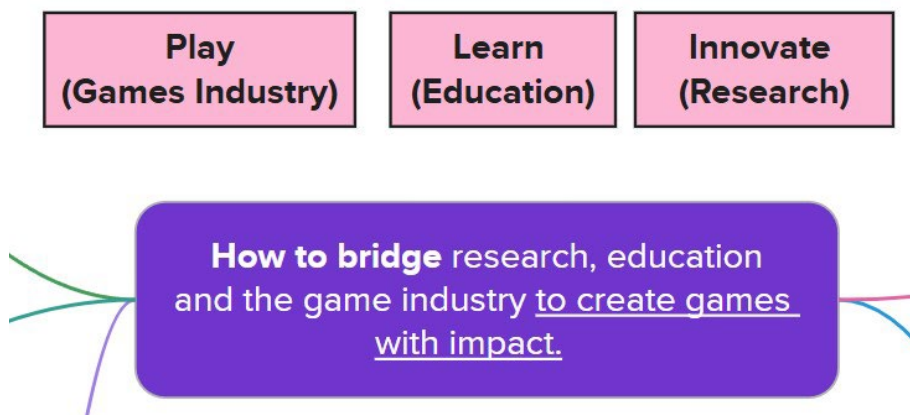 Play
(Games Industry)
Learn
(Education)
Innovate
(Research)
How to bridge research, education
and the game industry to create games
with impact.